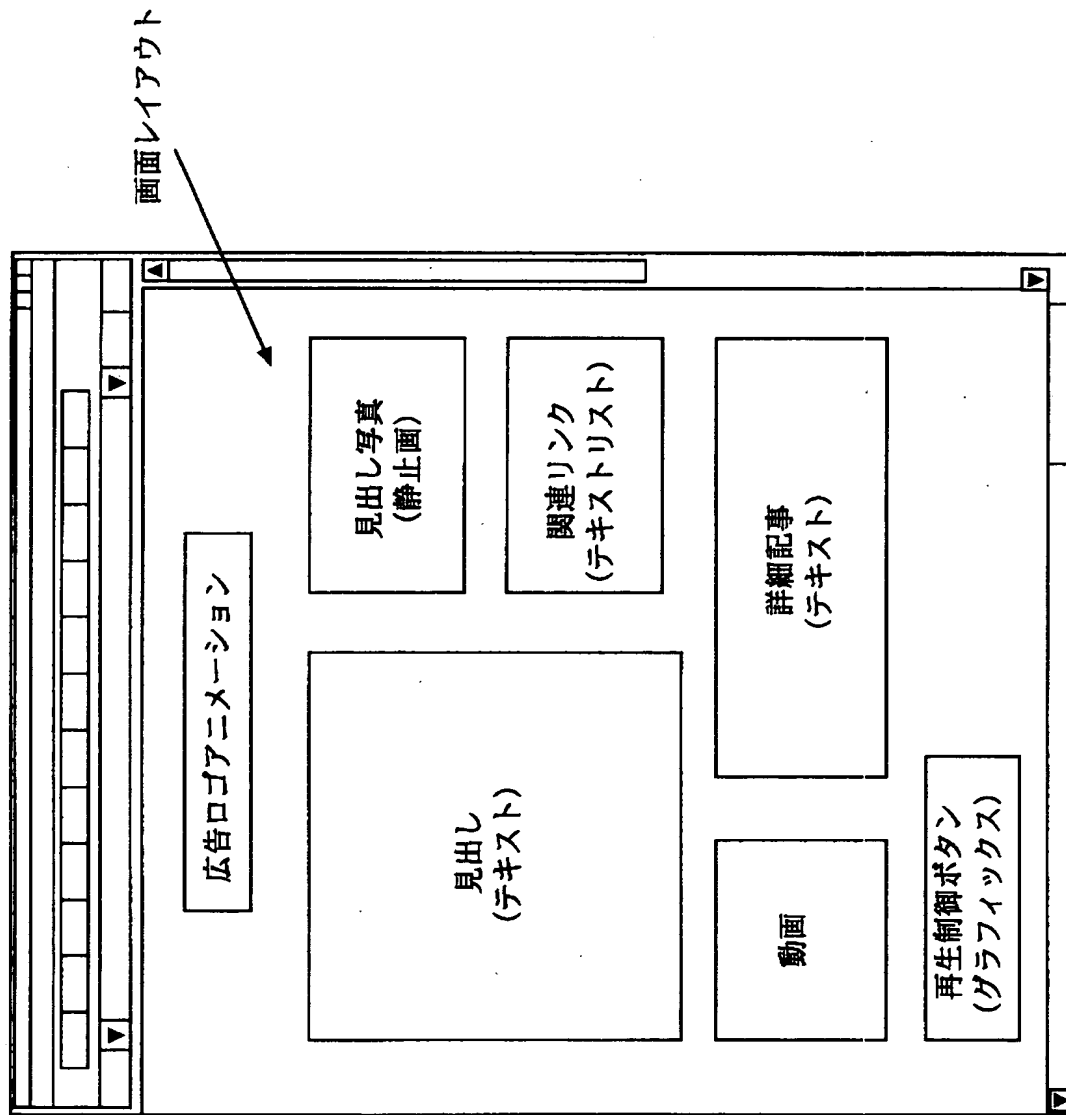 画面レイアウト
広告ロゴアニメーション
見出し
(テキスト)
見出し写真
(静止画)
関連リンク
(テキストリスト)
動画
詳細記事
(テキスト)
再生制御ボタン
(グラフィックス)